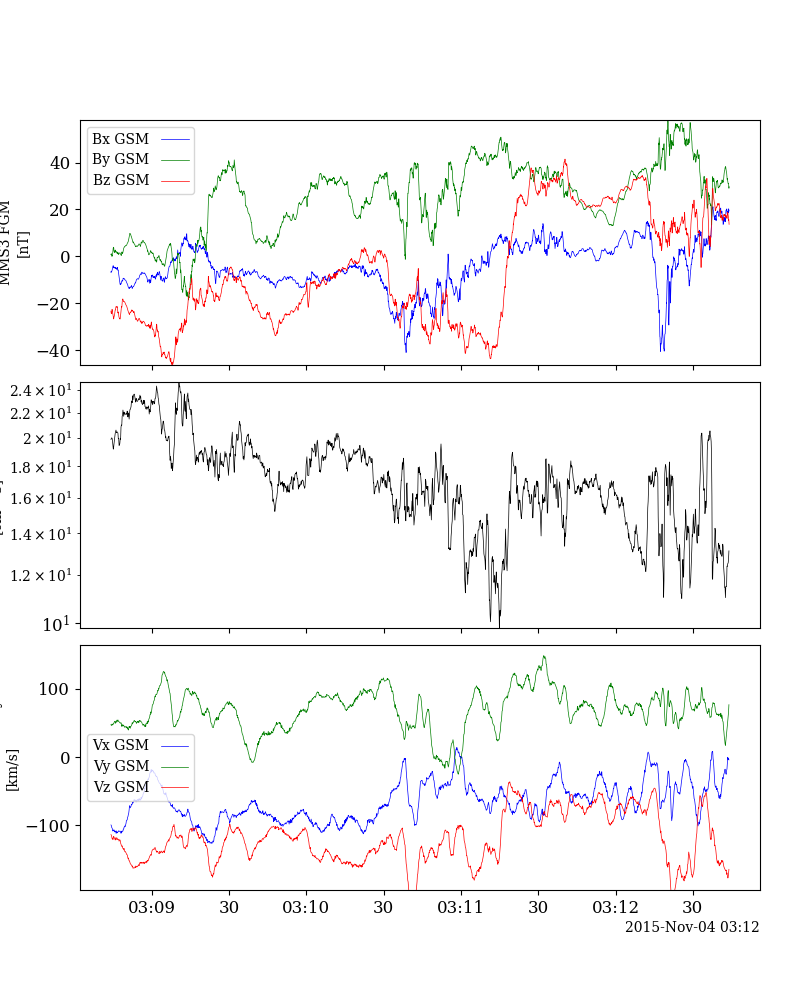 Bx GSM
By GSM
Bz GSM
40
20
0
−20
−40
MMS3 FGM
[nT]
2.4 × 10¹
2.2 × 10¹
2 × 10¹
1.8 × 10¹
1.6 × 10¹
1.4 × 10¹
1.2 × 10¹
10¹
100
0
−100
[km/s]
Vx GSM
Vy GSM
Vz GSM
03:09 30 03:10 30 03:11 30 03:12 30
2015-Nov-04 03:12